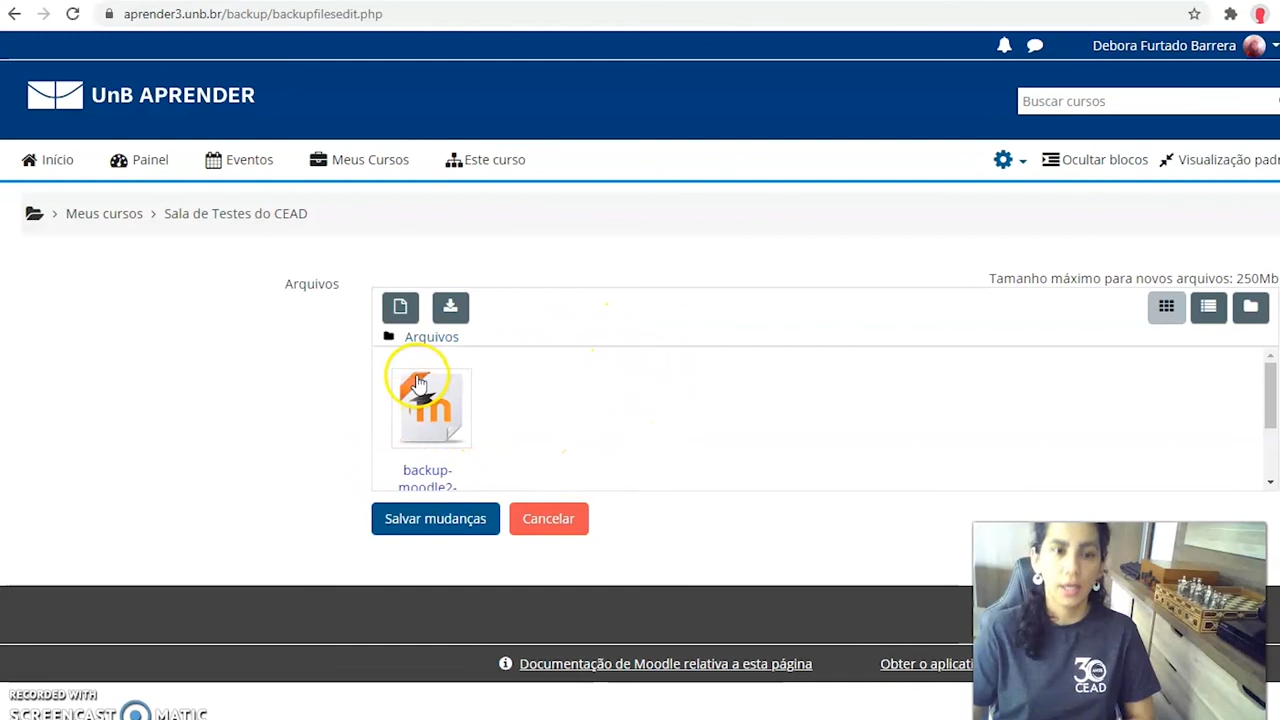 aprender3.unb.br/backup/backupfilesedit.php
Debora Furtado Barrera
UnB APRENDER
Buscar cursos
Início
Painel
Eventos
Meus Cursos
Este curso
Ocultar blocos
Visualização pad
Meus cursos
Sala de Testes do CEAD
Tamanho máximo para novos arquivos: 250Mb
Arquivos
Arquivos
m
backup-
moodle2-
Salvar mudanças
Cancelar
Documentação de Moodle relativa a esta página
Obter o aplicati
30
CEAD
RECORDED WITH
SCREENCAST MATIC